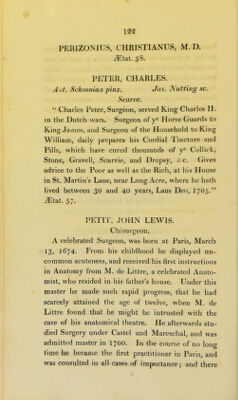 122
PERIZONIUS, CHRISTIANUS, M. D.
Ætat. 38.
PETER, CHARLES.
Ant. Schoonian pinx. Jas. Nutting sc.
Scarce.
“ Charles Peter, Surgeon, served King Charles II.
in the Dutch wars. Surgeon of ye Horse Guards to
King James, and Surgeon of the Household to King
William, daily prepares his Cordial Tincture and
Pills, which have cured thousands of ye Collick,
Stone, Gravell, Scurvie, and Dropsy, &c. Gives
advice to the Poor as well as the Rich, at his House
in St. Martin's Lane, near Long Acre, where he hath
lived between 30 and 40 years, Laus Deo, 1705.”
Ætat. 57.
PETIT, JOHN LEWIS.
Chirurgeon.
A celebrated Surgeon, was born at Paris, March
13, 1674. From his childhood he displayed un-
common acuteness, and received his first instructions
in Anatomy from M. de Littre, a celebrated Anato-
mist, who resided in his father's house. Under this
master he made such rapid progress, that he had
scarcely attained the age of twelve, when M. de
Littre found that he might be intrusted with the
care of his anatomical theatre. He afterwards stu-
died Surgery under Castel and Mareschal, and was
admitted master in 1700. In the course of no long
time he became the first practitioner in Paris, and
was consulted in all cases of importance; and there